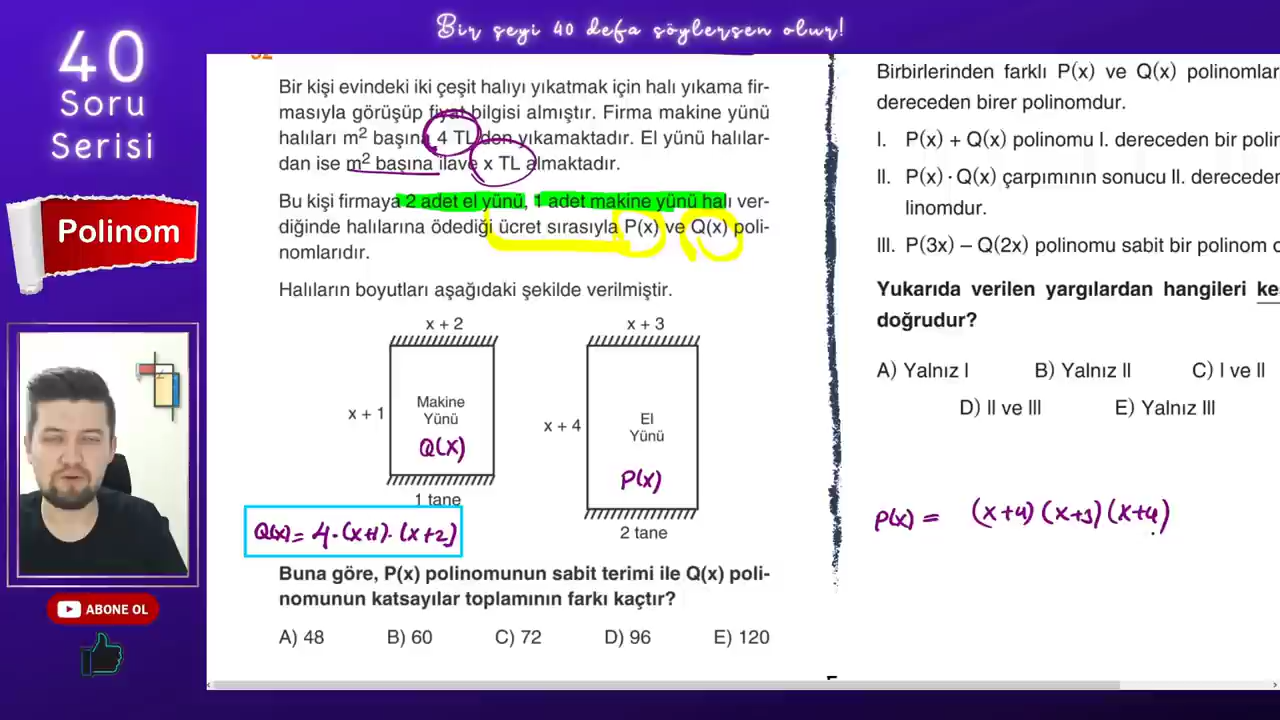 Bir şeyi 40 defa söylersen olur!
40
Soru
Serisi
Polinom
ABONE OL
Bir kişi evindeki iki çeşit halıyı yıkatmak için halı yıkama fir-
masıyla görüşüp fiyat bilgisi almıştır. Firma makine yünü
halıları m² başına 4 TL den yıkamaktadır. El yünü halılar-
dan ise m² başına ilave x TL almaktadır.
Bu kişi firmaya 2 adet el yünü, 1 adet makine yünü halı ver-
diğinde halılarına ödediği ücret sırasıyla P(x) ve Q(x) poli-
nomlarıdır.
Halıların boyutları aşağıdaki şekilde verilmiştir.
x + 2
x + 1
Makine
Yünü
Q(x)
1 tane
x + 3
x + 4
El
Yünü
P(x)
2 tane
Q(x) = 4·(x+1)·(x+2)
Buna göre, P(x) polinomunun sabit terimi ile Q(x) poli-
nomunun katsayılar toplamının farkı kaçtır?
A) 48 B) 60 C) 72 D) 96 E) 120
Birbirlerinden farklı P(x) ve Q(x) polinomlar
dereceden birer polinomdur.
I. P(x) + Q(x) polinomu I. dereceden bir polin
II. P(x) · Q(x) çarpımının sonucu II. dereceden
linomdur.
III. P(3x) – Q(2x) polinomu sabit bir polinom o
Yukarıda verilen yargılardan hangileri kes
doğrudur?
A) Yalnız I B) Yalnız II C) I ve II
D) II ve III E) Yalnız III
P(x) = (x+4) (x+3) (x+4)